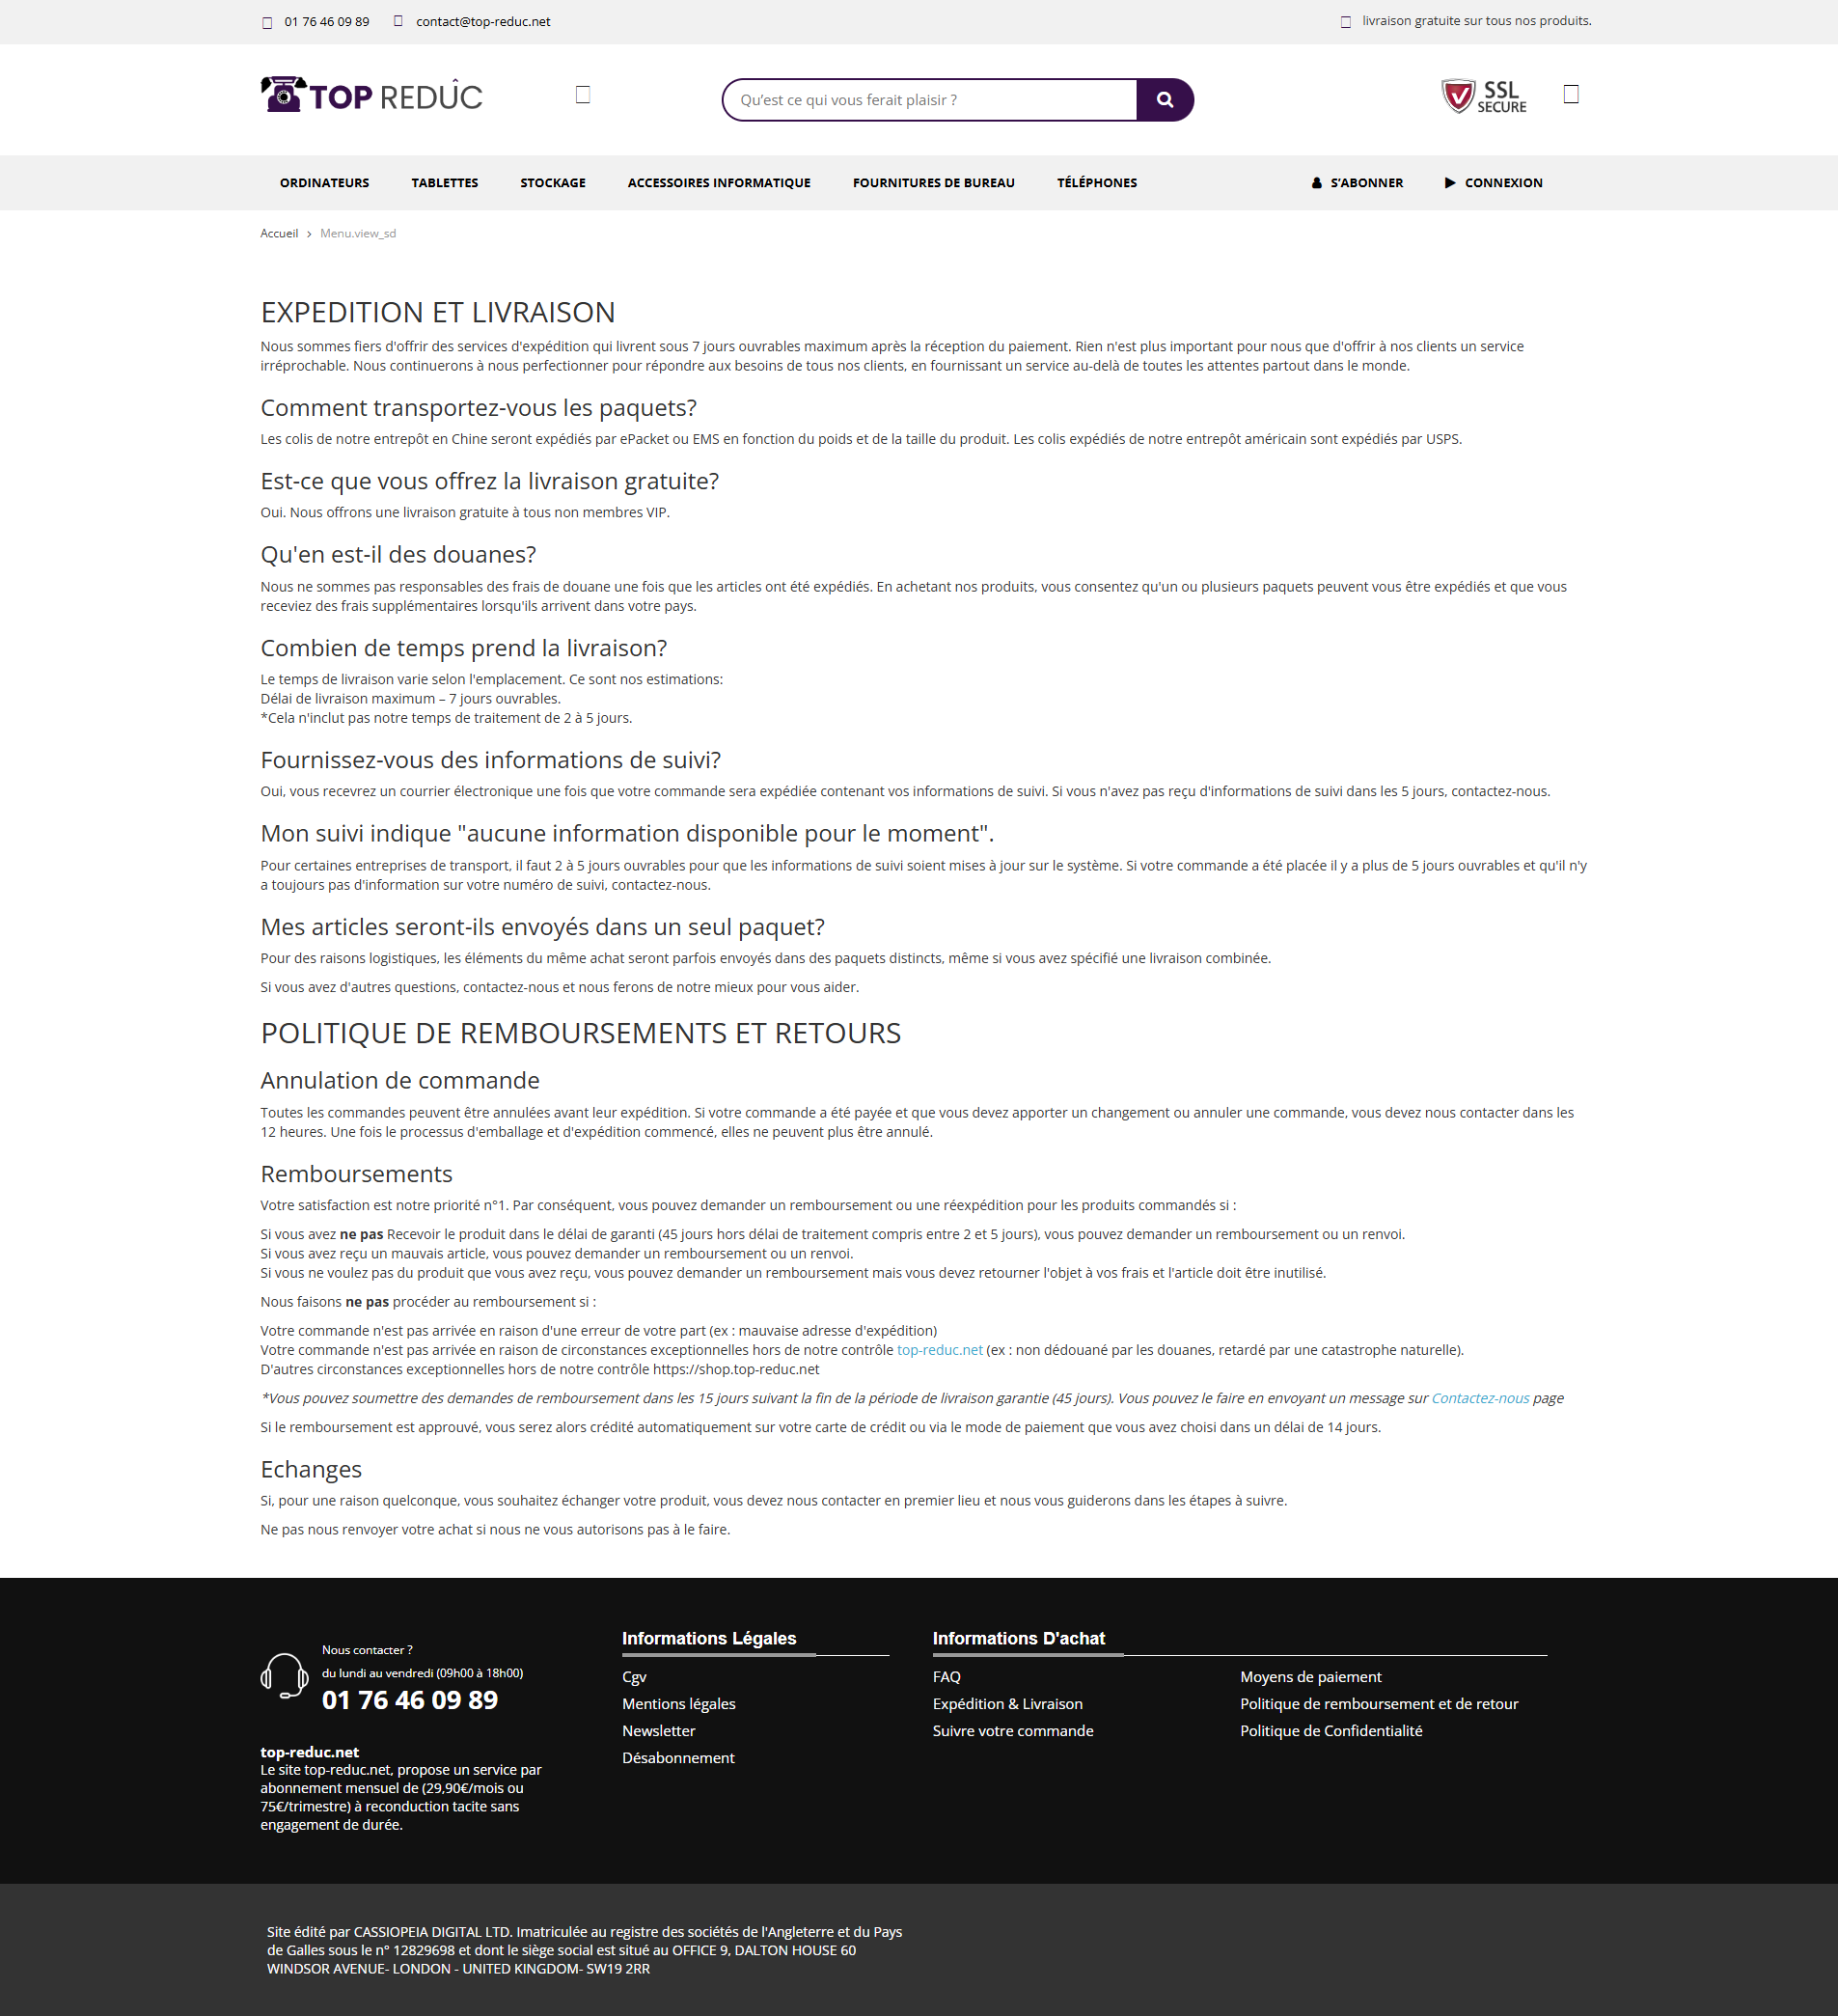 01 76 46 09 89
contact@top-reduc.net
livraison gratuite sur tous nos produits.
TOP REDUC
Qu’est ce qui vous ferait plaisir ?
SSL
SECURE
ORDINATEURS
TABLETTES
STOCKAGE
ACCESSOIRES INFORMATIQUE
FOURNITURES DE BUREAU
TÉLÉPHONES
S’ABONNER
CONNEXION
Accueil > Menu.view_sd
EXPEDITION ET LIVRAISON
Nous sommes fiers d'offrir des services d'expédition qui livrent sous 7 jours ouvrables maximum après la réception du paiement. Rien n'est plus important pour nous que d'offrir à nos clients un service
irréprochable. Nous continuerons à nous perfectionner pour répondre aux besoins de tous nos clients, en fournissant un service au-delà de toutes les attentes partout dans le monde.
Comment transportez-vous les paquets?
Les colis de notre entrepôt en Chine seront expédiés par ePacket ou EMS en fonction du poids et de la taille du produit. Les colis expédiés de notre entrepôt américain sont expédiés par USPS.
Est-ce que vous offrez la livraison gratuite?
Oui. Nous offrons une livraison gratuite à tous non membres VIP.
Qu'en est-il des douanes?
Nous ne sommes pas responsables des frais de douane une fois que les articles ont été expédiés. En achetant nos produits, vous consentez qu'un ou plusieurs paquets peuvent vous être expédiés et que vous
receviez des frais supplémentaires lorsqu'ils arrivent dans votre pays.
Combien de temps prend la livraison?
Le temps de livraison varie selon l'emplacement. Ce sont nos estimations:
Délai de livraison maximum – 7 jours ouvrables.
*Cela n'inclut pas notre temps de traitement de 2 à 5 jours.
Fournissez-vous des informations de suivi?
Oui, vous recevrez un courrier électronique une fois que votre commande sera expédiée contenant vos informations de suivi. Si vous n'avez pas reçu d'informations de suivi dans les 5 jours, contactez-nous.
Mon suivi indique "aucune information disponible pour le moment".
Pour certaines entreprises de transport, il faut 2 à 5 jours ouvrables pour que les informations de suivi soient mises à jour sur le système. Si votre commande a été placée il y a plus de 5 jours ouvrables et qu'il n'y
a toujours pas d'information sur votre numéro de suivi, contactez-nous.
Mes articles seront-ils envoyés dans un seul paquet?
Pour des raisons logistiques, les éléments du même achat seront parfois envoyés dans des paquets distincts, même si vous avez spécifié une livraison combinée.
Si vous avez d'autres questions, contactez-nous et nous ferons de notre mieux pour vous aider.
POLITIQUE DE REMBOURSEMENTS ET RETOURS
Annulation de commande
Toutes les commandes peuvent être annulées avant leur expédition. Si votre commande a été payée et que vous devez apporter un changement ou annuler une commande, vous devez nous contacter dans les
12 heures. Une fois le processus d'emballage et d'expédition commencé, elles ne peuvent plus être annulé.
Remboursements
Votre satisfaction est notre priorité n°1. Par conséquent, vous pouvez demander un remboursement ou une réexpédition pour les produits commandés si :
Si vous avez ne pas Recevoir le produit dans le délai de garanti (45 jours hors délai de traitement compris entre 2 et 5 jours), vous pouvez demander un remboursement ou un renvoi.
Si vous avez reçu un mauvais article, vous pouvez demander un remboursement ou un renvoi.
Si vous ne voulez pas du produit que vous avez reçu, vous pouvez demander un remboursement mais vous devez retourner l'objet à vos frais et l'article doit être inutilisé.
Nous faisons ne pas procéder au remboursement si :
Votre commande n'est pas arrivée en raison d'une erreur de votre part (ex : mauvaise adresse d'expédition)
Votre commande n'est pas arrivée en raison de circonstances exceptionnelles hors de notre contrôle top-reduc.net (ex : non dédouané par les douanes, retardé par une catastrophe naturelle).
D'autres circonstances exceptionnelles hors de notre contrôle https://shop.top-reduc.net
*Vous pouvez soumettre des demandes de remboursement dans les 15 jours suivant la fin de la période de livraison garantie (45 jours). Vous pouvez le faire en envoyant un message sur Contactez-nous page
Si le remboursement est approuvé, vous serez alors crédité automatiquement sur votre carte de crédit ou via le mode de paiement que vous avez choisi dans un délai de 14 jours.
Echanges
Si, pour une raison quelconque, vous souhaitez échanger votre produit, vous devez nous contacter en premier lieu et nous vous guiderons dans les étapes à suivre.
Ne pas nous renvoyer votre achat si nous ne vous autorisons pas à le faire.
Nous contacter ?
du lundi au vendredi (09h00 à 18h00)
01 76 46 09 89
top-reduc.net
Le site top-reduc.net, propose un service par
abonnement mensuel de (29,90€/mois ou
75€/trimestre) à reconduction tacite sans
engagement de durée.
Informations Légales
Cgv
Mentions légales
Newsletter
Désabonnement
Informations D'achat
FAQ
Expédition & Livraison
Suivre votre commande
Moyens de paiement
Politique de remboursement et de retour
Politique de Confidentialité
Site édité par CASSIOPEIA DIGITAL LTD. Imatriculée au registre des sociétés de l'Angleterre et du Pays
de Galles sous le n° 12829698 et dont le siège social est situé au OFFICE 9, DALTON HOUSE 60
WINDSOR AVENUE- LONDON - UNITED KINGDOM- SW19 2RR